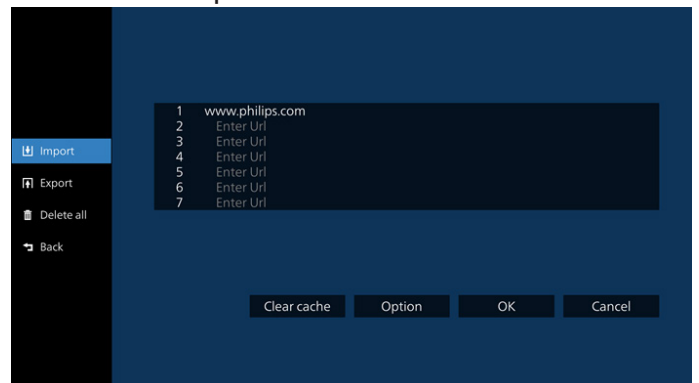 Import
Export
Delete all
Back
1 www.philips.com
2 Enter Url
3 Enter Url
4 Enter Url
5 Enter Url
6 Enter Url
7 Enter Url
Clear cache Option OK Cancel